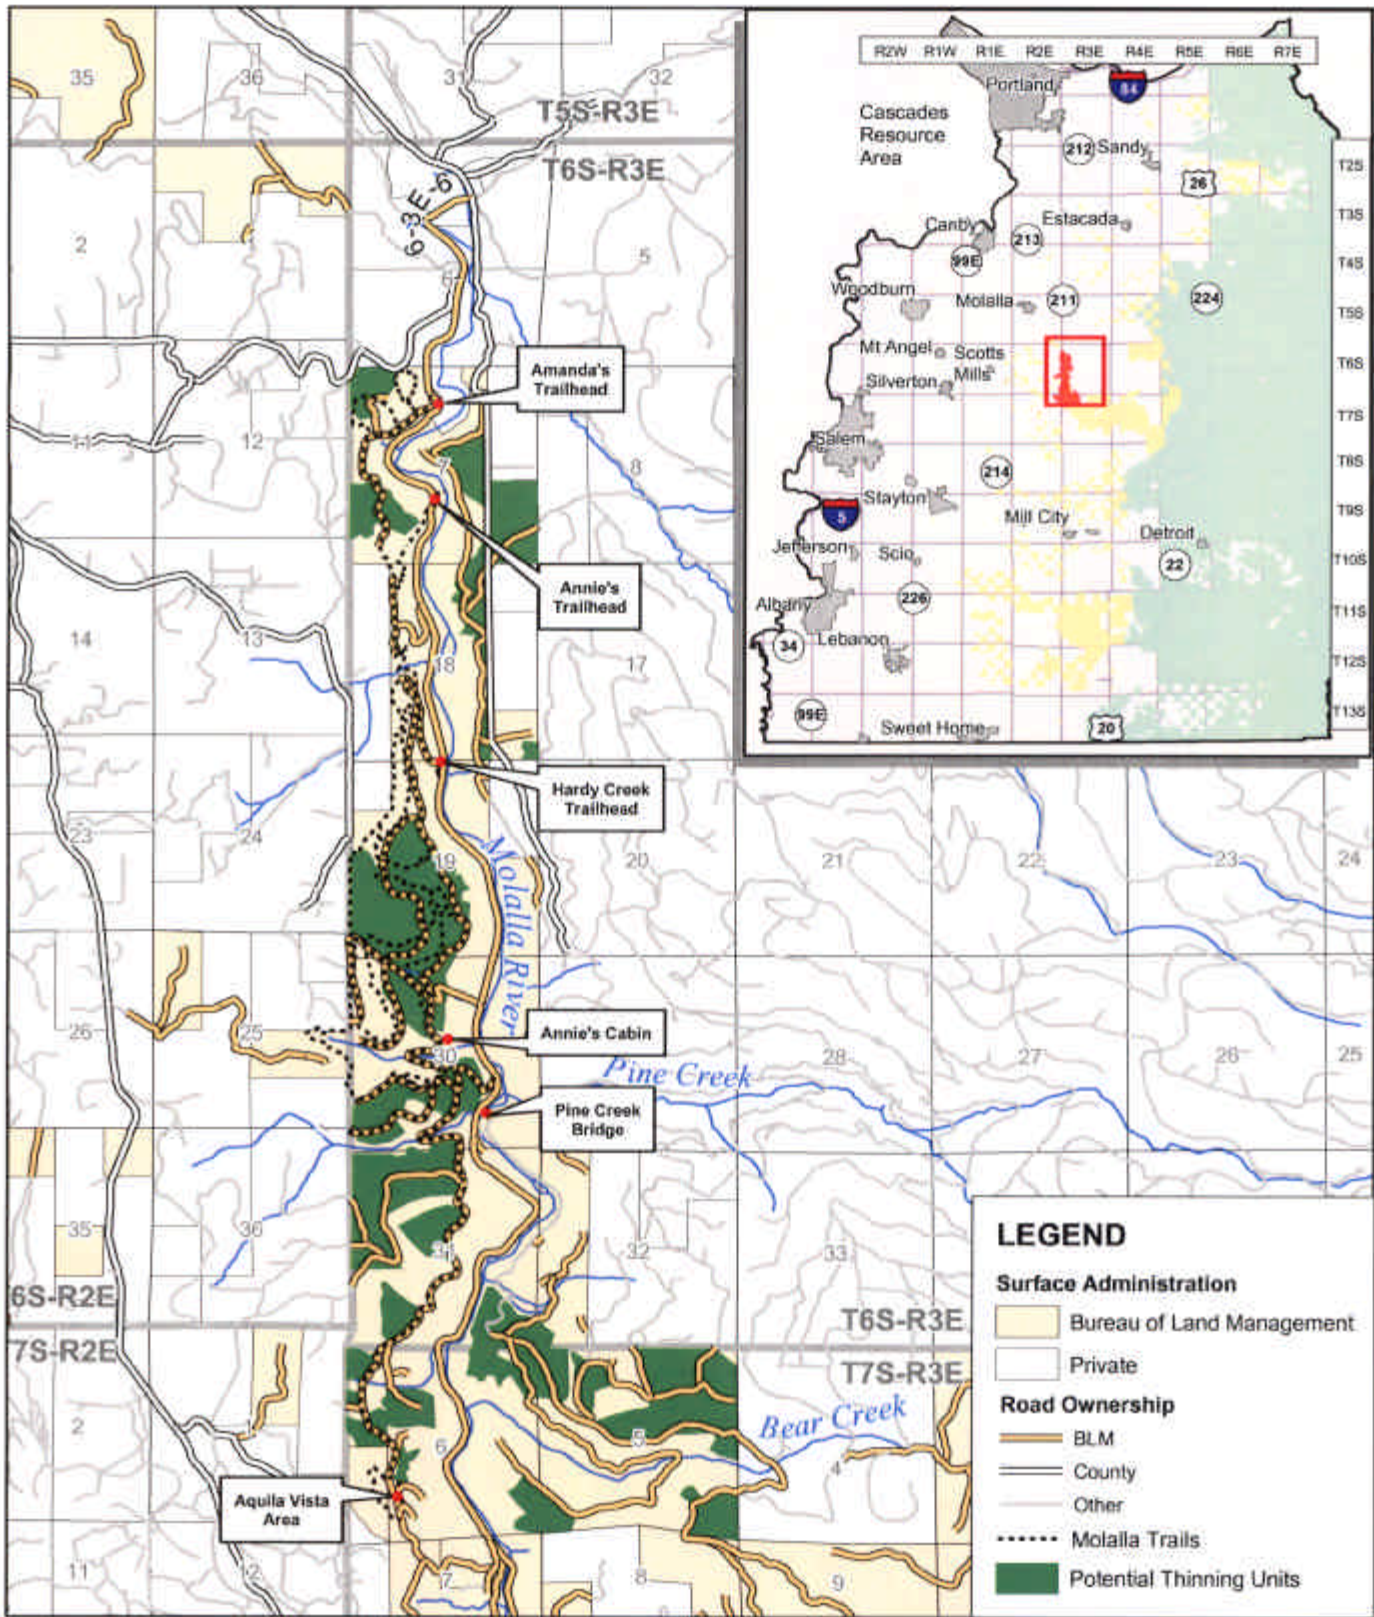 35
36
31
32
T5S-R3E
T6S-R3E
6-3E-6
2
5
6
11
12
7
8
14
13
18
17
23
24
19
20
21
22
23
24
26
25
30
28
27
26
25
35
36
31
32
33
6S-R2E
T6S-R3E
7S-R2E
T7S-R3E
2
6
5
4
11
12
7
8
9
Amanda's
Trailhead
Annie's
Trailhead
Hardy Creek
Trailhead
Molalla River
Annie's Cabin
Pine Creek
Pine Creek
Bridge
Bear Creek
Aquila Vista
Area
R2W R1W R1E R2E R3E R4E R5E R6E R7E
Portland
84
Cascades
Resource
Area
212
Sandy
26
Canby
213
Estacada
99E
Woodburn
Molalla
211
224
Mt Angel
Scotts
Mills
Silverton
Salem
214
Stayton
5
Mill City
Detroit
Jefferson
Scio
22
226
Albany
Lebanon
34
99E
Sweet Home
20
T2S
T3S
T4S
T5S
T6S
T7S
T8S
T9S
T10S
T11S
T12S
T13S
LEGEND
Surface Administration
Bureau of Land Management
Private
Road Ownership
BLM
County
Other
Molalla Trails
Potential Thinning Units